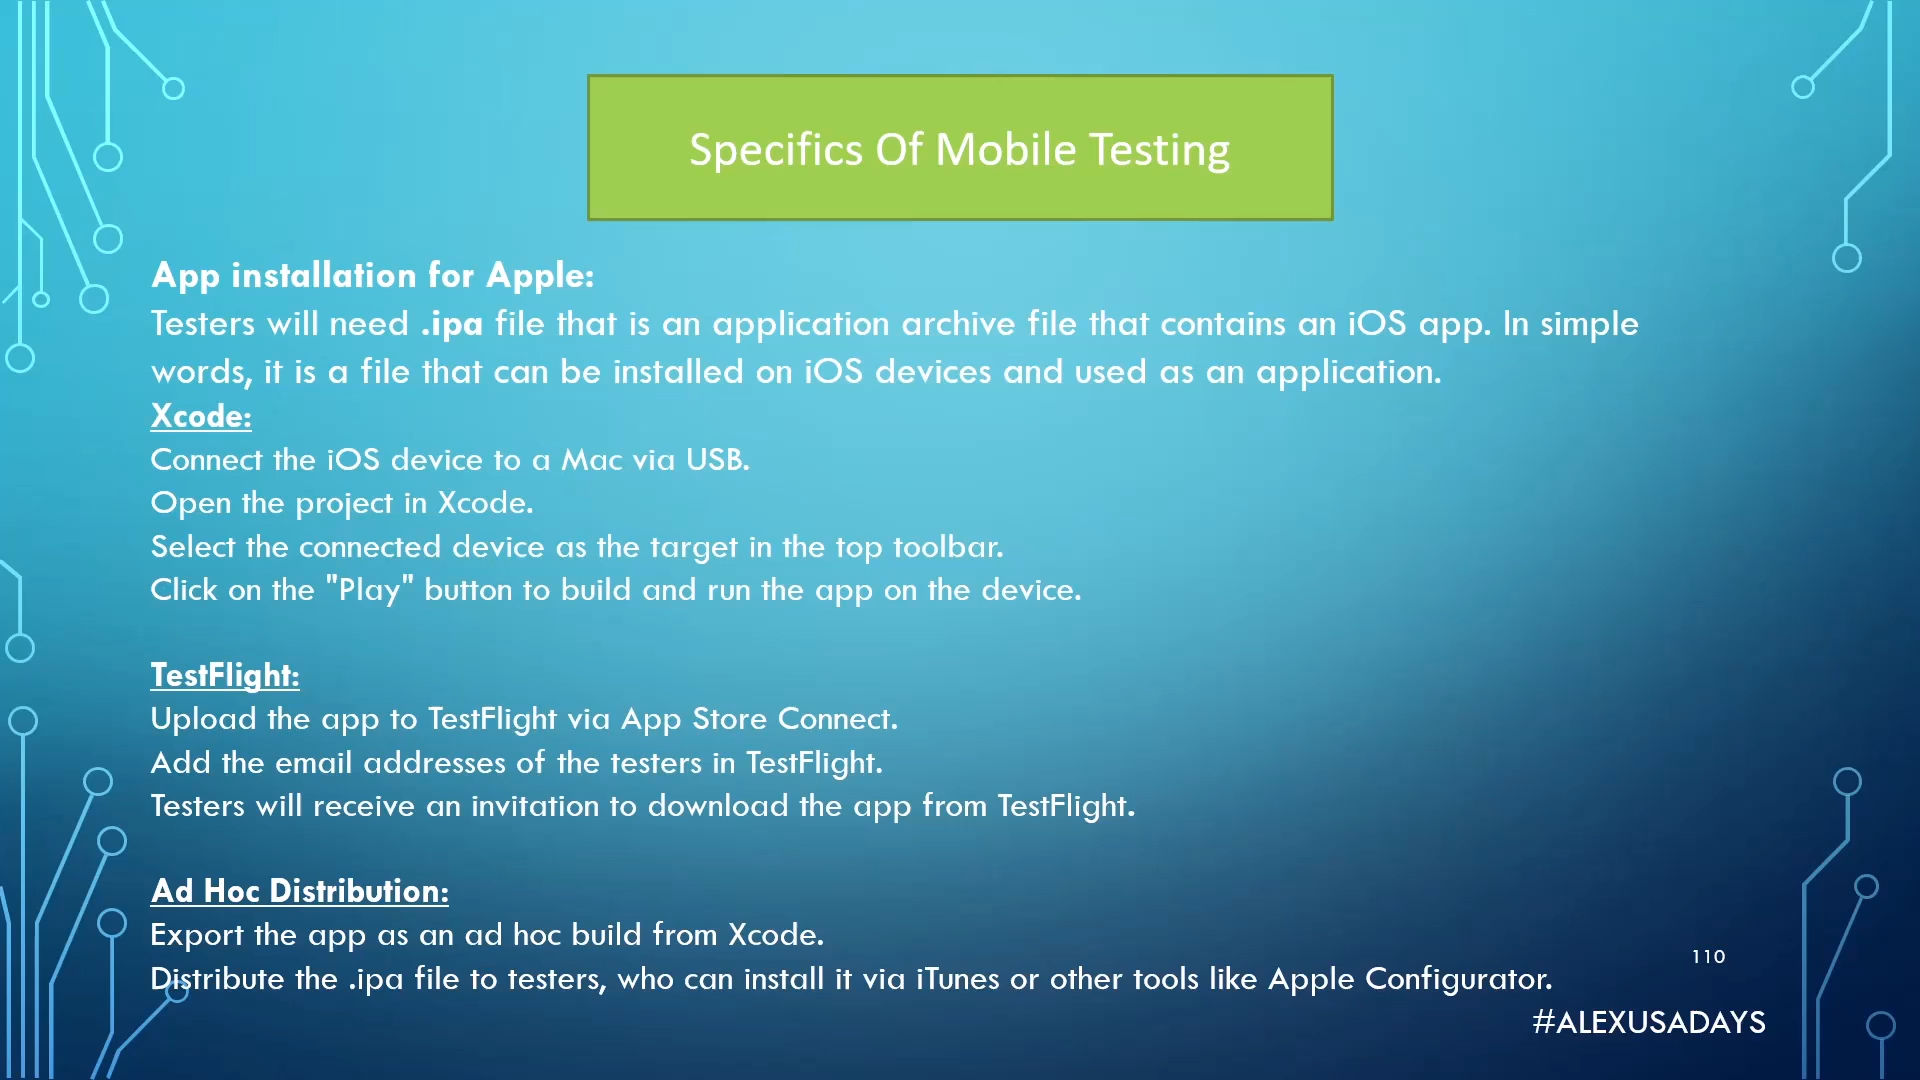 Specifics Of Mobile Testing
App installation for Apple:
Testers will need .ipa file that is an application archive file that contains an iOS app. In simple
words, it is a file that can be installed on iOS devices and used as an application.
Xcode:
Connect the iOS device to a Mac via USB.
Open the project in Xcode.
Select the connected device as the target in the top toolbar.
Click on the "Play" button to build and run the app on the device.
TestFlight:
Upload the app to TestFlight via App Store Connect.
Add the email addresses of the testers in TestFlight.
Testers will receive an invitation to download the app from TestFlight.
Ad Hoc Distribution:
Export the app as an ad hoc build from Xcode.
Distribute the .ipa file to testers, who can install it via iTunes or other tools like Apple Configurator.
110
#ALEXUSADAYS